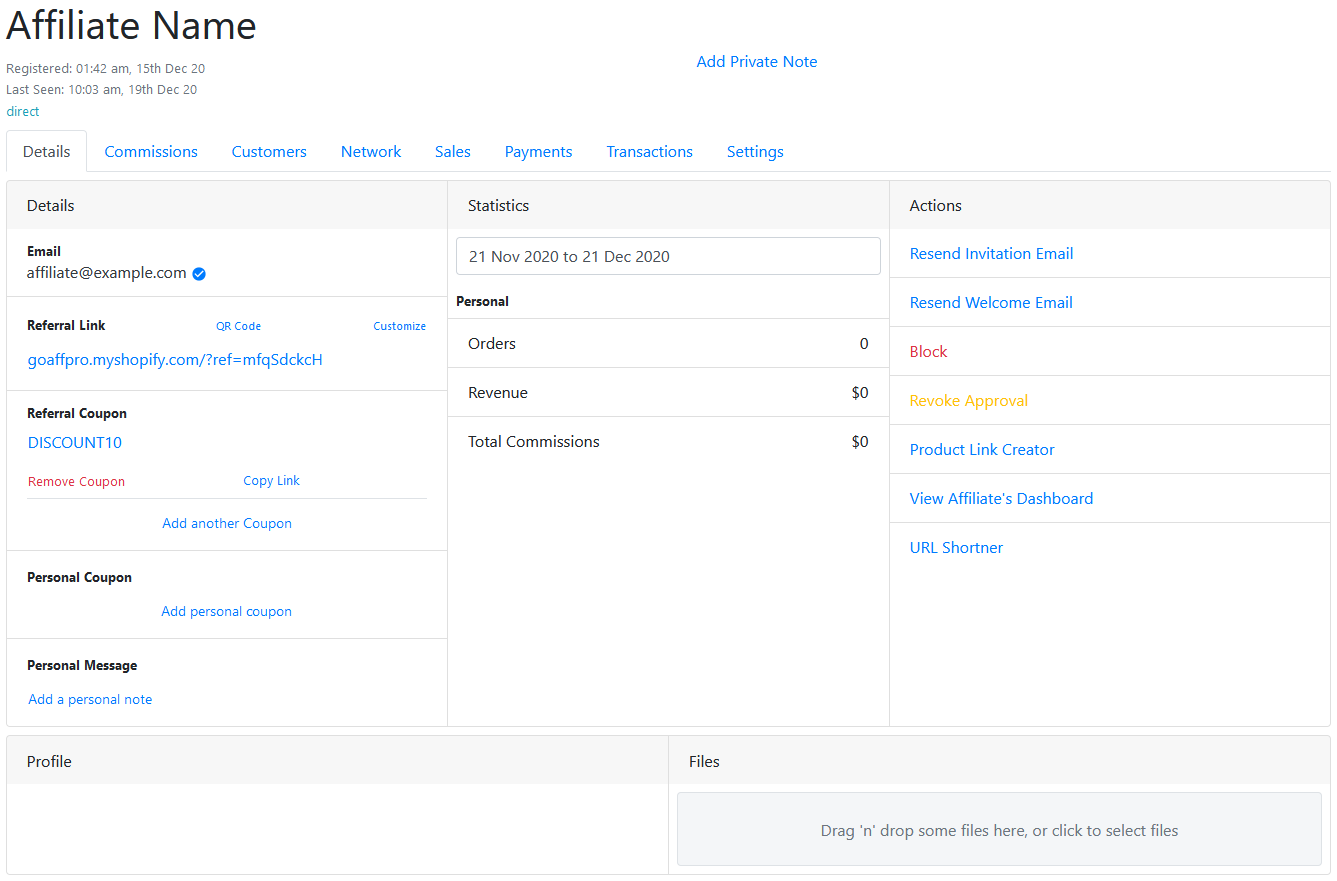 Affiliate Name
Registered: 01:42 am, 15th Dec 20
Last Seen: 10:03 am, 19th Dec 20
direct
Add Private Note
Details Commissions Customers Network Sales Payments Transactions Settings
Details
Email
affiliate@example.com
Referral Link QR Code Customize
goaffpro.myshopify.com/?ref=mfqSdckcH
Referral Coupon
DISCOUNT10
Remove Coupon Copy Link
Add another Coupon
Personal Coupon
Add personal coupon
Personal Message
Add a personal note
Statistics
21 Nov 2020 to 21 Dec 2020
Personal
Orders 0
Revenue $0
Total Commissions $0
Actions
Resend Invitation Email
Resend Welcome Email
Block
Revoke Approval
Product Link Creator
View Affiliate's Dashboard
URL Shortner
Profile
Files
Drag 'n' drop some files here, or click to select files